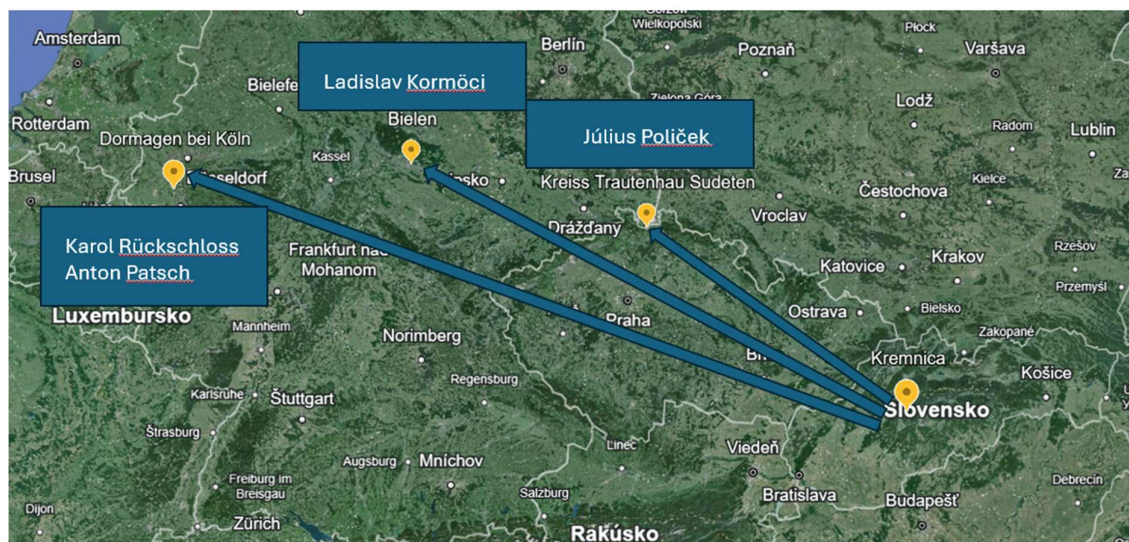 Gorzów
Wielkopolski
Płock
Amsterdam
Berlín
Poznaň
Varšava
Ladislav Kormöci
Rotterdam
Zielona Góra
Lodž
Radom
Lublin
Dormagen bei Köln
Bielen
Július Políček
Brusel
Kassel
Kreiss Trautenhau Sudeten
Kielce
Vroclav
Čestochova
Drážďany
Karol Rückschloss
Anton Patsch
Frankfurt nad
Mohanom
Katovice
Krakov
Rzešov
Przemyśl
Luxembursko
Praha
Ostrava
Bielsko
Mannheim
Norimberg
Zakopané
Kremnica
Košice
Regensburg
Karlsruhe
Štuttgart
Slovensko
Štrasburg
Linec
Viedeň
Augsburg
Mníchov
Freiburg im
Breisgau
Bratislava
Debrecín
Salzburg
Budapešť
Dijon
Zürich
Rakúsko